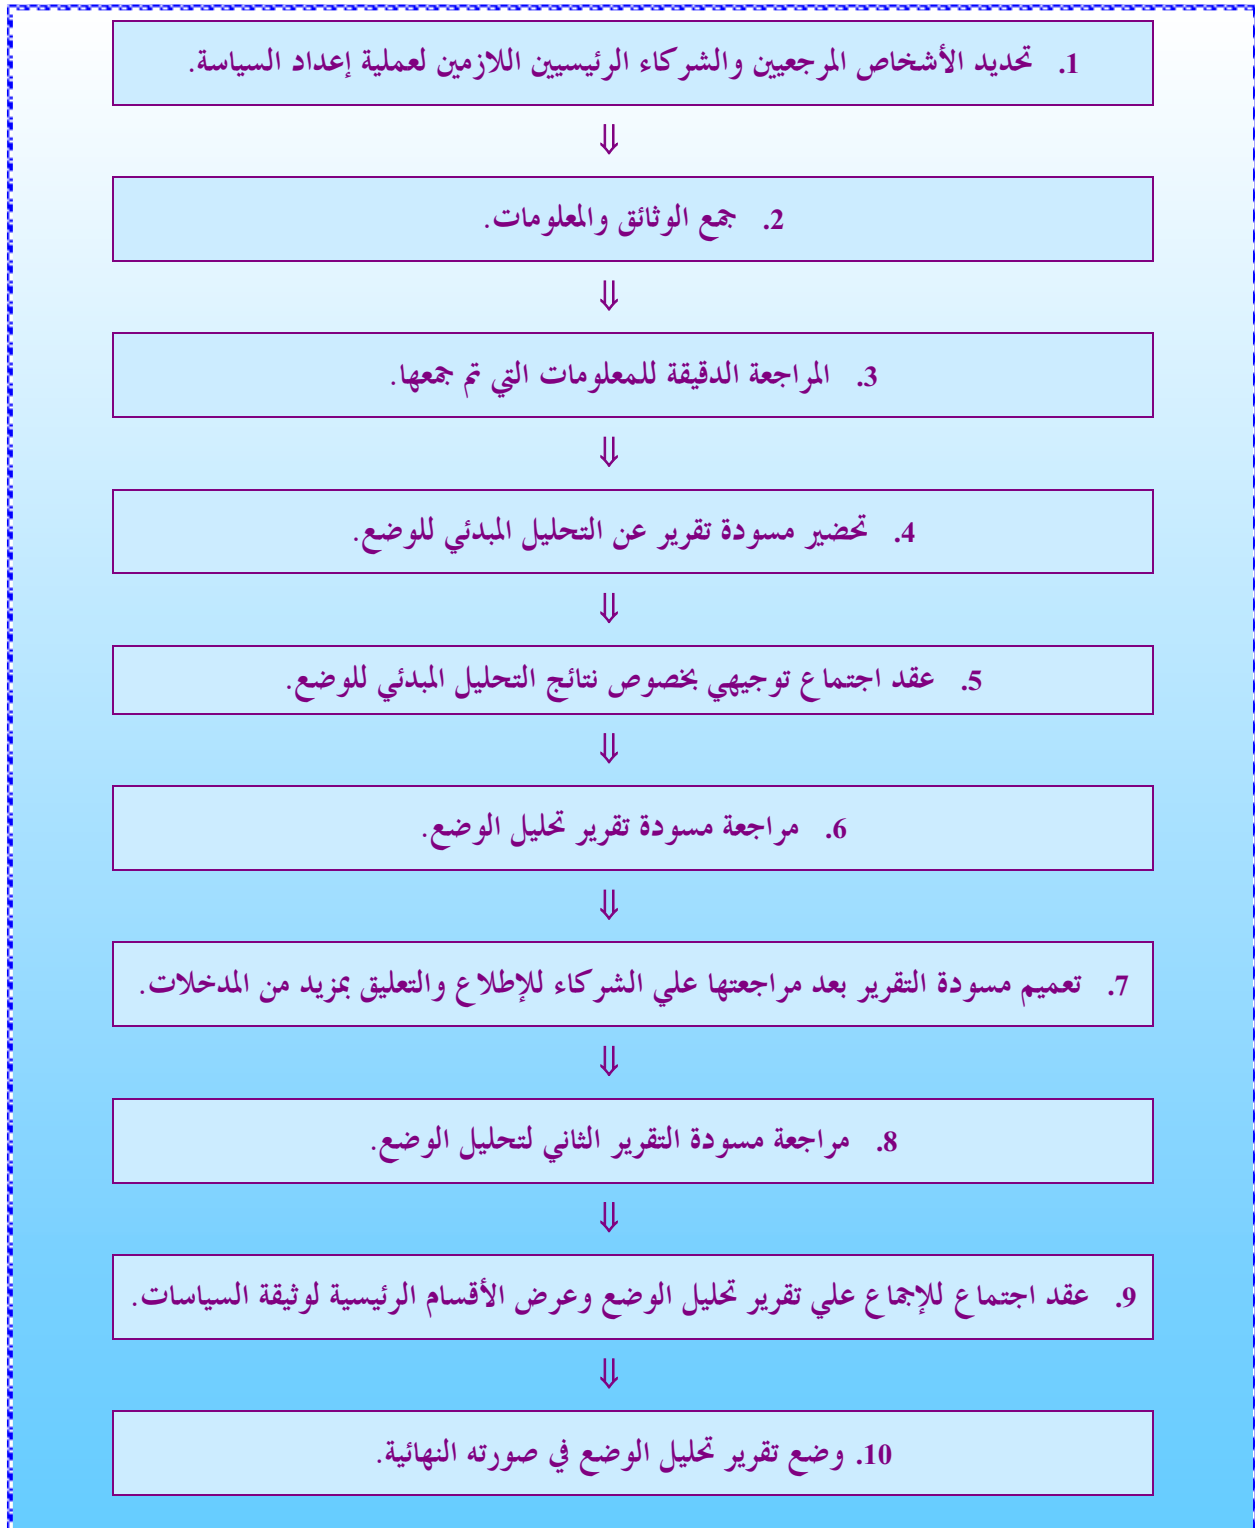 1. تحديد الأشخاص المرجعيين والشركاء الرئيسيين اللازمين لعملية إعداد السياسة.
⇓
2. جمع الوثائق والمعلومات.
⇓
3. المراجعة الدقيقة للمعلومات التي تم جمعها.
⇓
4. تحضير مسودة تقرير عن التحليل المبدئي للوضع.
⇓
5. عقد اجتماع توجيهي بخصوص نتائج التحليل المبدئي للوضع.
⇓
6. مراجعة مسودة تقرير تحليل الوضع.
⇓
7. تعميم مسودة التقرير بعد مراجعتها علي الشركاء للإطلاع والتعليق بمزيد من المدخلات.
⇓
8. مراجعة مسودة التقرير الثاني لتحليل الوضع.
⇓
9. عقد اجتماع للإجماع علي تقرير تحليل الوضع وعرض الأقسام الرئيسية لوثيقة السياسات.
⇓
10. وضع تقرير تحليل الوضع في صورته النهائية.